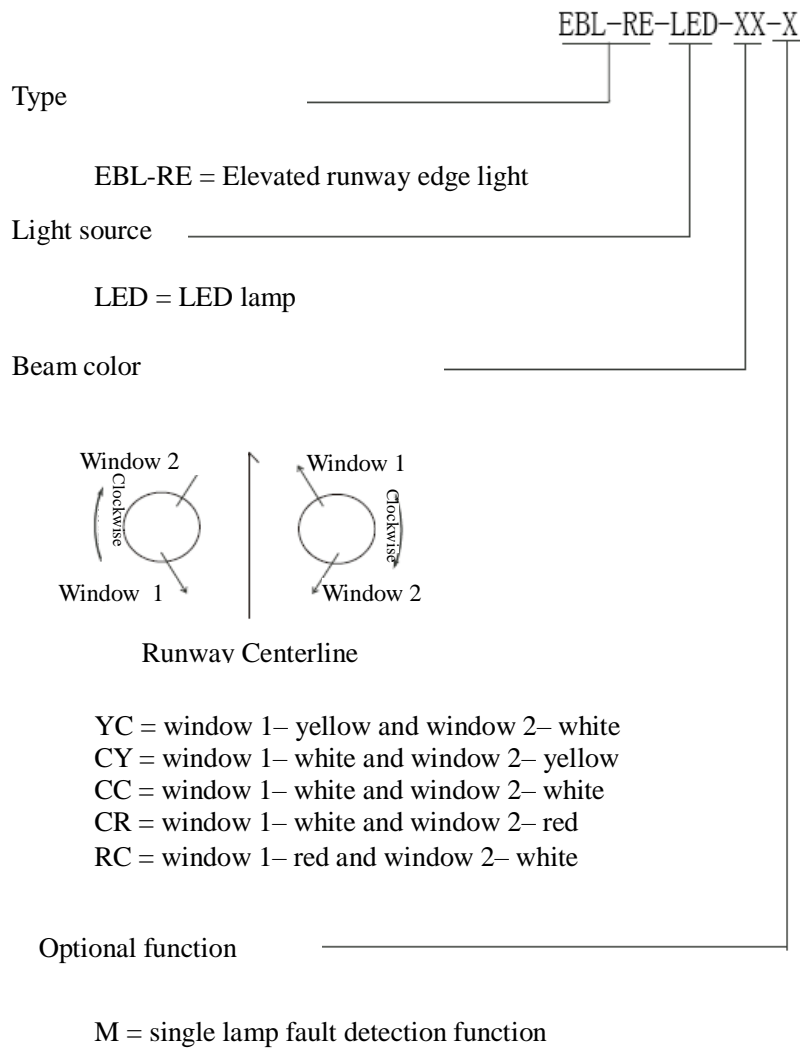 EBL-RE-LED-XX-X
Type
EBL-RE = Elevated runway edge light
Light source
LED = LED lamp
Beam color
Window 2
Window 1
Clockwise
Clockwise
Window 1
Window 2
Runway Centerline
YC = window 1– yellow and window 2– white
CY = window 1– white and window 2– yellow
CC = window 1– white and window 2– white
CR = window 1– white and window 2– red
RC = window 1– red and window 2– white
Optional function
M = single lamp fault detection function